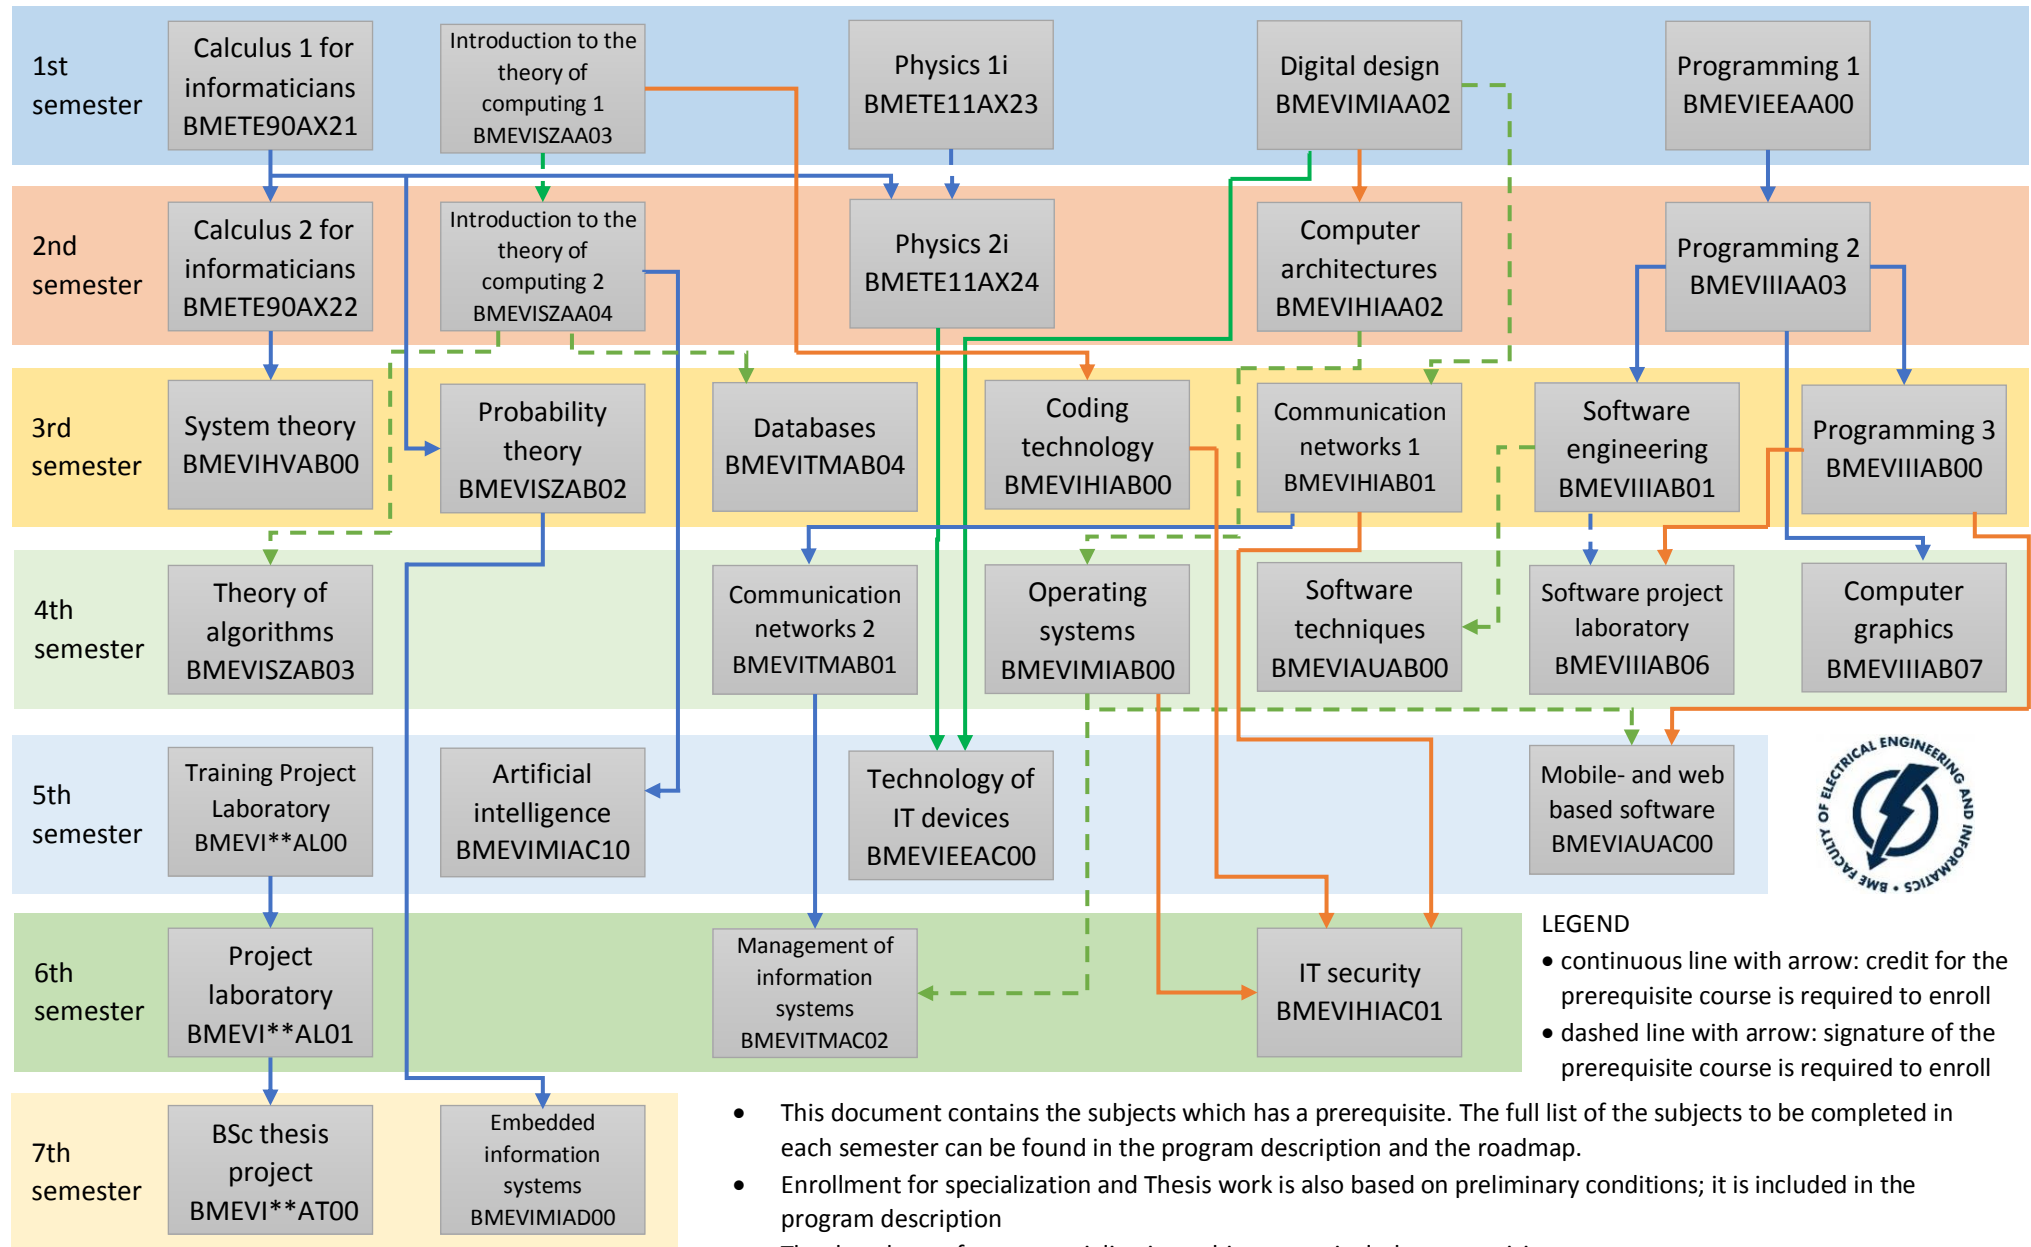 1st
semester
Calculus 1 for
informaticians
BMETE90AX21
Introduction to the
theory of
computing 1
BMEVISZAA03
Physics 1i
BMETE11AX23
Digital design
BMEVIMIAA02
Programming 1
BMEVIEEAA00
2nd
semester
Calculus 2 for
informaticians
BMETE90AX22
Introduction to the
theory of
computing 2
BMEVISZAA04
Physics 2i
BMETE11AX24
Computer
architectures
BMEVIHIAA02
Programming 2
BMEVIIIAA03
3rd
semester
System theory
BMEVIHVAB00
Probability
theory
BMEVISZAB02
Databases
BMEVITMAB04
Coding
technology
BMEVIHIAB00
Communication
networks 1
BMEVIHIAB01
Software
engineering
BMEVIIIAB01
Programming 3
BMEVIIIAB00
4th
semester
Theory of
algorithms
BMEVISZAB03
Communication
networks 2
BMEVITMAB01
Operating
systems
BMEVIMIAB00
Software
techniques
BMEVIAUAB00
Software project
laboratory
BMEVIIIAB06
Computer
graphics
BMEVIIIAB07
5th
semester
Training Project
Laboratory
BMEVI**AL00
Artificial
intelligence
BMEVIMIAC10
Technology of
IT devices
BMEVIEEAC00
Mobile- and web
based software
BMEVIAUAC00
BME FACULTY OF ELECTRICAL ENGINEERING AND INFORMATICS •
6th
semester
Project
laboratory
BMEVI**AL01
Management of
information
systems
BMEVITMAC02
IT security
BMEVIHIAC01
LEGEND
• continuous line with arrow: credit for the
prerequisite course is required to enroll
• dashed line with arrow: signature of the
prerequisite course is required to enroll
7th
semester
BSc thesis
project
BMEVI**AT00
Embedded
information
systems
BMEVIMIAD00
• This document contains the subjects which has a prerequisite. The full list of the subjects to be completed in
each semester can be found in the program description and the roadmap.
• Enrollment for specialization and Thesis work is also based on preliminary conditions; it is included in the
program description